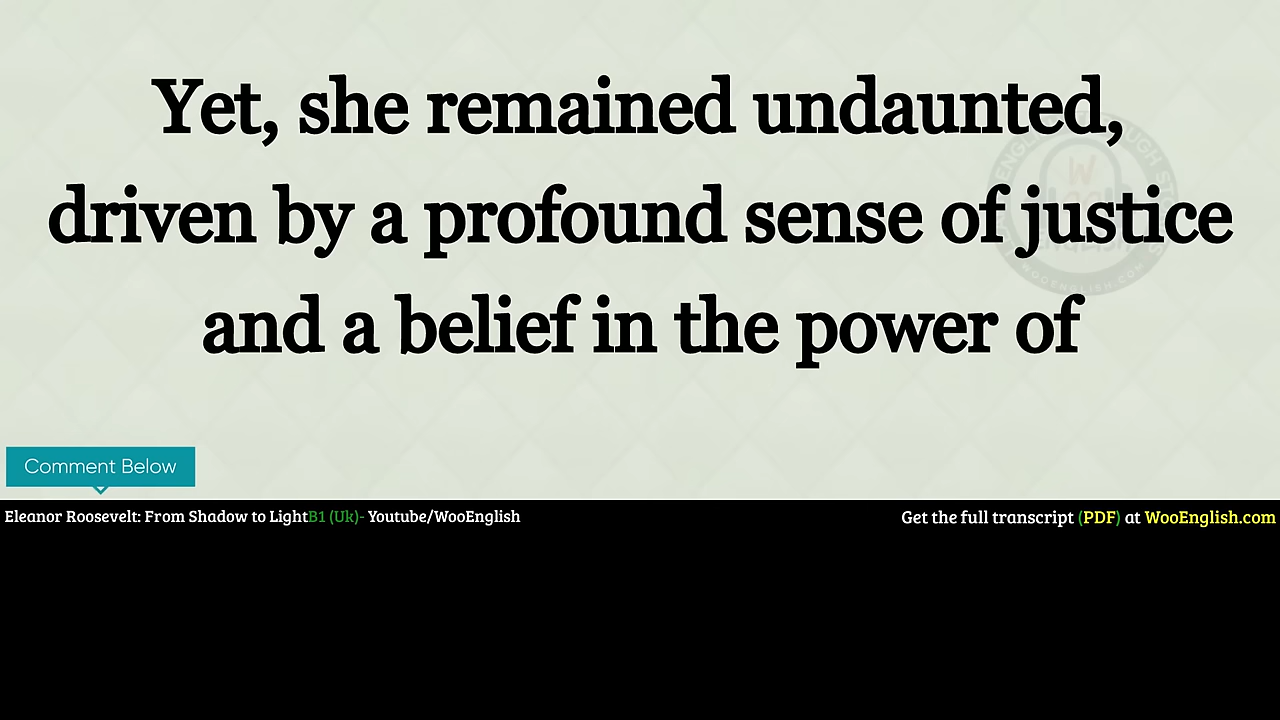 Yet, she remained undaunted,
driven by a profound sense of justice
and a belief in the power of
Comment Below
Eleanor Roosevelt: From Shadow to LightB1 (Uk)- Youtube/WooEnglish
Get the full transcript (PDF) at WooEnglish.com